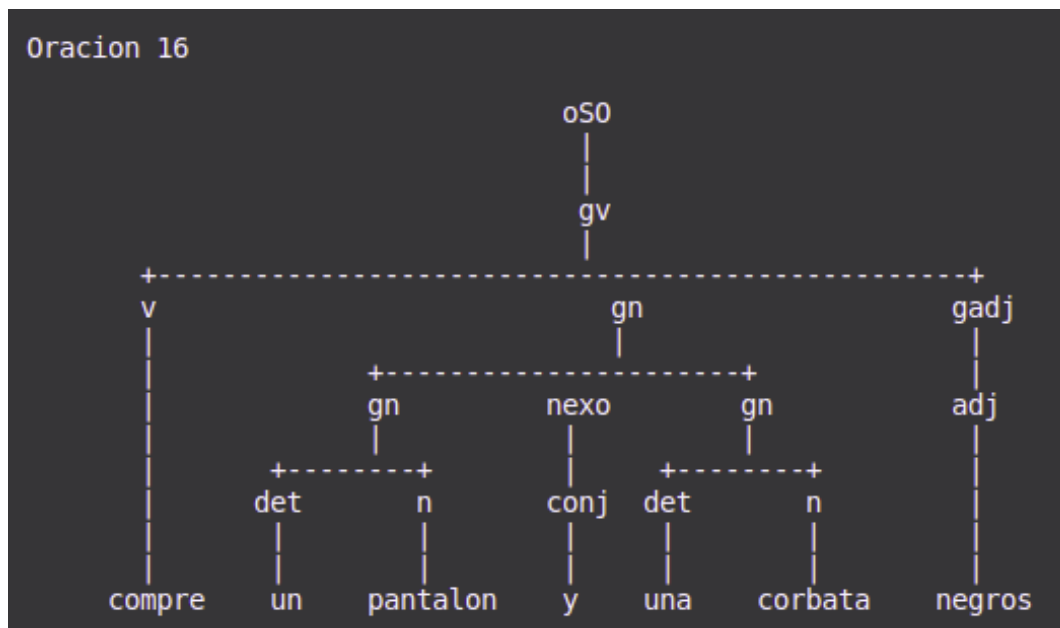 Oracion 16
oSO
gv
v gn gadj
gn nexo gn adj
det n conj det n
compre un pantalon y una corbata negros